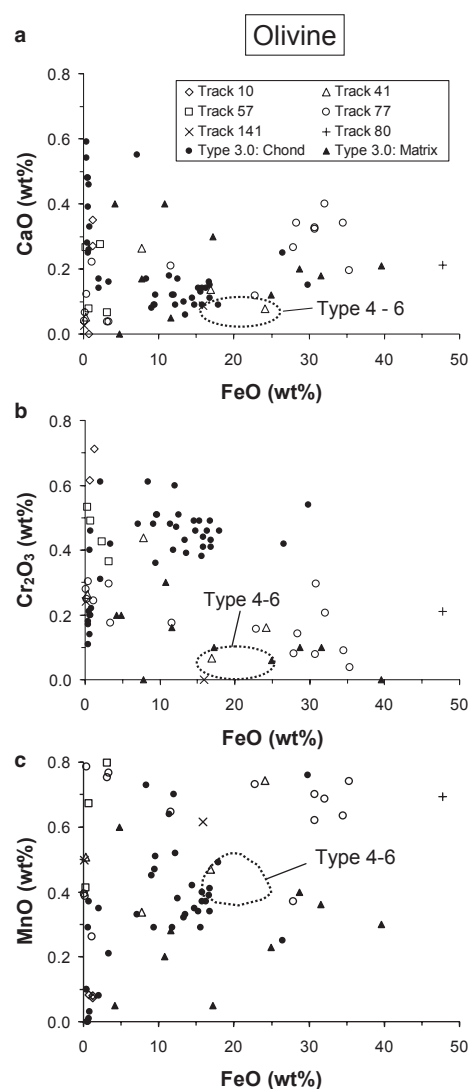 a
Olivine
Track 10 Track 41
Track 57 Track 77
Track 141 Track 80
Type 3.0: Chond Type 3.0: Matrix
0.8
0.6
0.4
0.2
0.0
CaO (wt%)
Type 4 - 6
0 10 20 30 40 50
FeO (wt%)
b
0.8
0.6
0.4
0.2
0.0
Cr₂O₃ (wt%)
Type 4-6
0 10 20 30 40 50
FeO (wt%)
c
0.8
0.6
0.4
0.2
0.0
MnO (wt%)
Type 4-6
0 10 20 30 40 50
FeO (wt%)